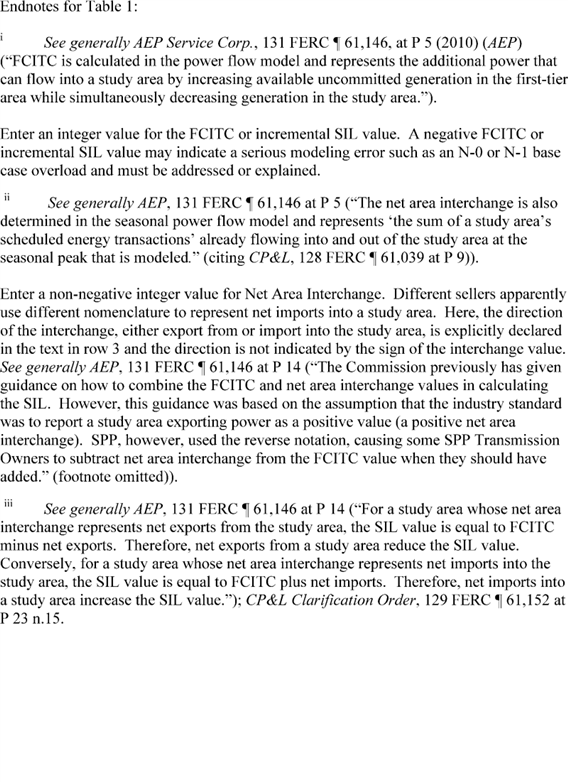 Endnotes for Table 1:
i See generally AEP Service Corp., 131 FERC ¶ 61,146, at P 5 (2010) (AEP)
(“FCITC is calculated in the power flow model and represents the additional power that
can flow into a study area by increasing available uncommitted generation in the first-tier
area while simultaneously decreasing generation in the study area.”).
Enter an integer value for the FCITC or incremental SIL value. A negative FCITC or
incremental SIL value may indicate a serious modeling error such as an N-0 or N-1 base
case overload and must be addressed or explained.
ii See generally AEP, 131 FERC ¶ 61,146 at P 5 (“The net area interchange is also
determined in the seasonal power flow model and represents ‘the sum of a study area’s
scheduled energy transactions’ already flowing into and out of the study area at the
seasonal peak that is modeled.” (citing CP&L, 128 FERC ¶ 61,039 at P 9)).
Enter a non-negative integer value for Net Area Interchange. Different sellers apparently
use different nomenclature to represent net imports into a study area. Here, the direction
of the interchange, either export from or import into the study area, is explicitly declared
in the text in row 3 and the direction is not indicated by the sign of the interchange value.
See generally AEP, 131 FERC ¶ 61,146 at P 14 (“The Commission previously has given
guidance on how to combine the FCITC and net area interchange values in calculating
the SIL. However, this guidance was based on the assumption that the industry standard
was to report a study area exporting power as a positive value (a positive net area
interchange). SPP, however, used the reverse notation, causing some SPP Transmission
Owners to subtract net area interchange from the FCITC value when they should have
added.” (footnote omitted)).
iii See generally AEP, 131 FERC ¶ 61,146 at P 14 (“For a study area whose net area
interchange represents net exports from the study area, the SIL value is equal to FCITC
minus net exports. Therefore, net exports from a study area reduce the SIL value.
Conversely, for a study area whose net area interchange represents net imports into the
study area, the SIL value is equal to FCITC plus net imports. Therefore, net imports into
a study area increase the SIL value.”); CP&L Clarification Order, 129 FERC ¶ 61,152 at
P 23 n.15.